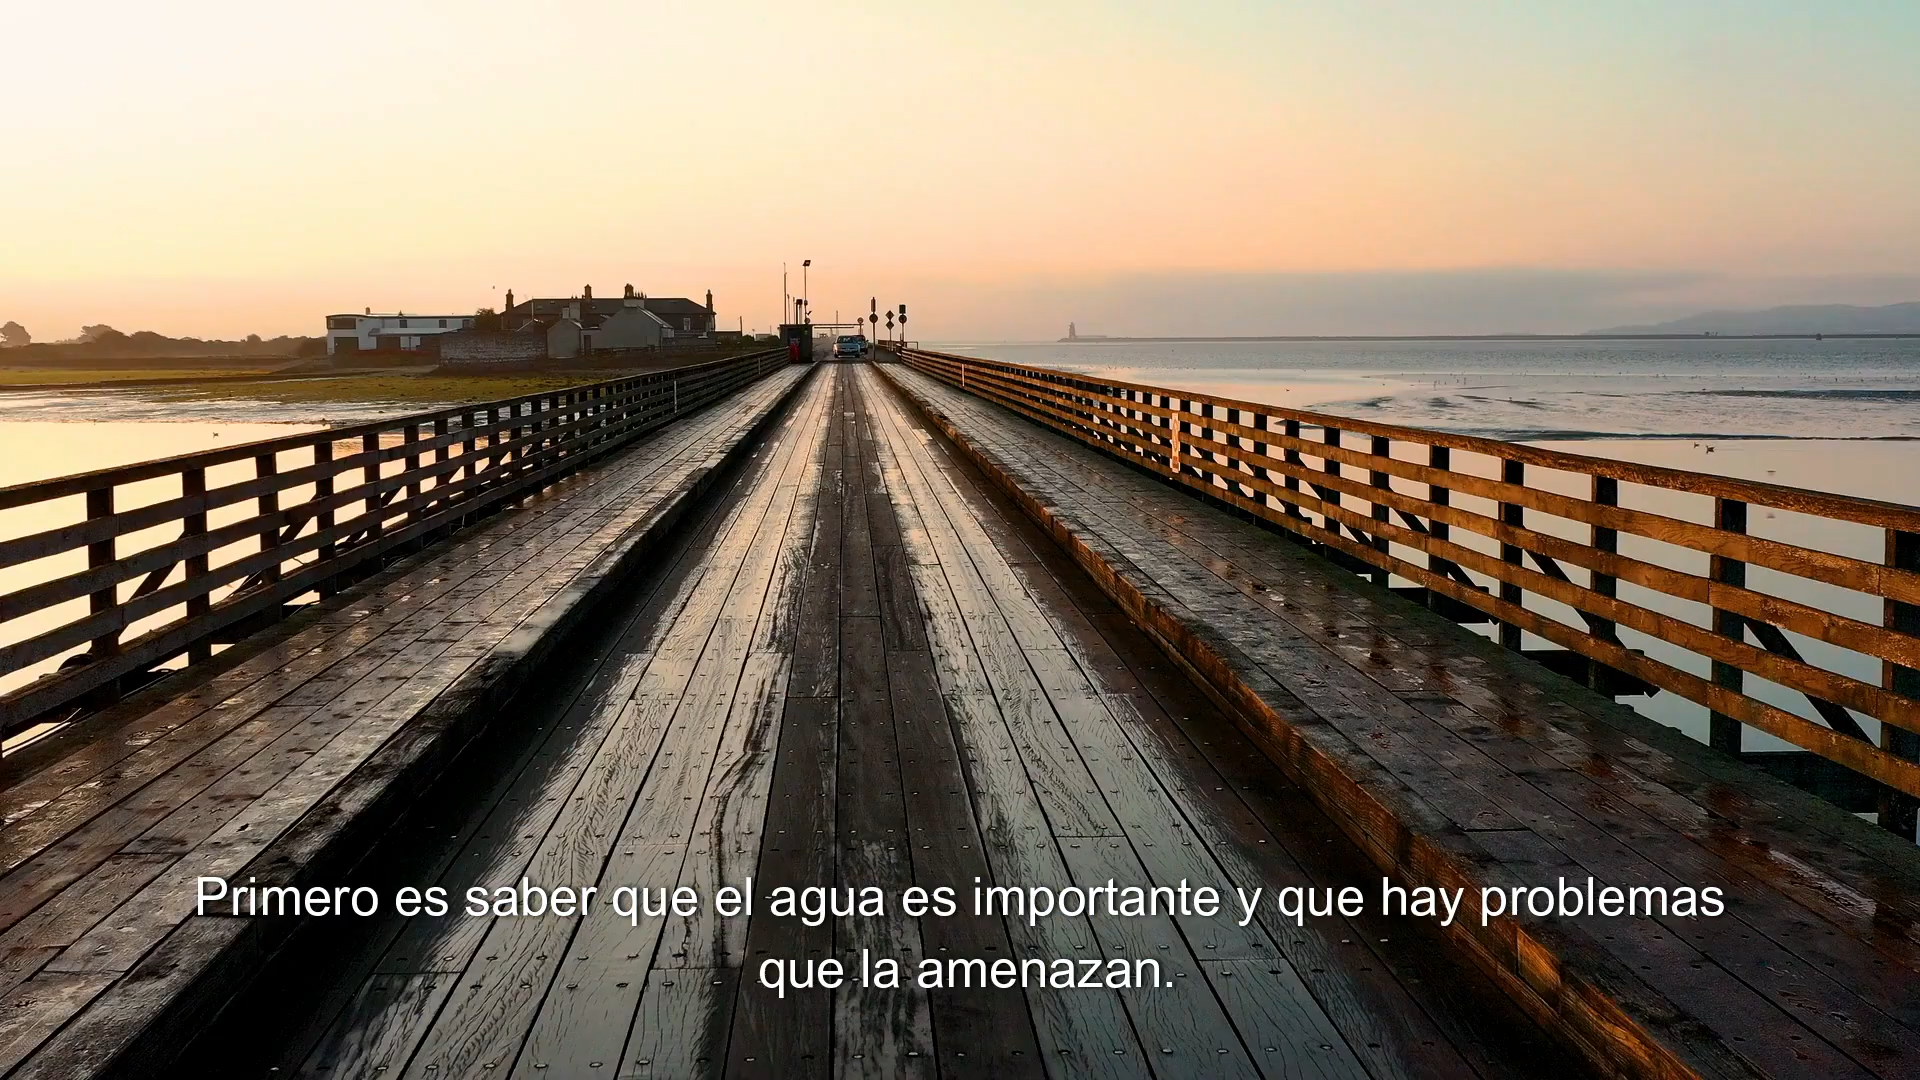 Primero es saber que el agua es importante y que hay problemas
que la amenazan.